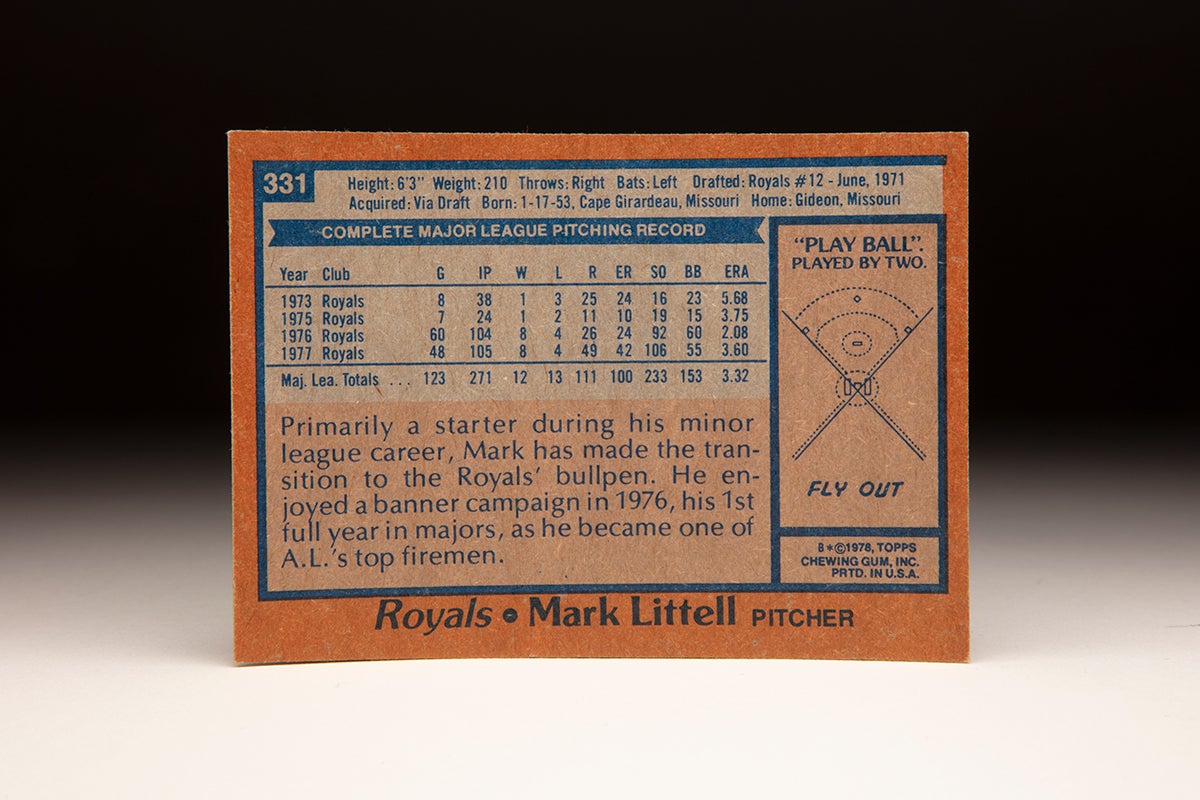 331
Height: 6'3" Weight: 210 Throws: Right Bats: Left Drafted: Royals #12 - June, 1971
Acquired: Via Draft Born: 1-17-53, Cape Girardeau, Missouri Home: Gideon, Missouri
COMPLETE MAJOR LEAGUE PITCHING RECORD
Year Club G IP W L R ER SO BB ERA
1973 Royals 8 38 1 3 25 24 16 23 5.68
1975 Royals 7 24 1 2 11 10 19 15 3.75
1976 Royals 60 104 8 4 26 24 92 60 2.08
1977 Royals 48 105 8 4 49 42 106 55 3.60
Maj. Lea. Totals ... 123 271 12 13 111 100 233 153 3.32
Primarily a starter during his minor
league career, Mark has made the tran-
sition to the Royals' bullpen. He en-
joyed a banner campaign in 1976, his 1st
full year in majors, as he became one of
A.L.'s top firemen.
"PLAY BALL".
PLAYED BY TWO.
FLY OUT
B*©1978, TOPPS
CHEWING GUM, INC.
PRTD. IN U.S.A.
Royals • Mark Littell PITCHER